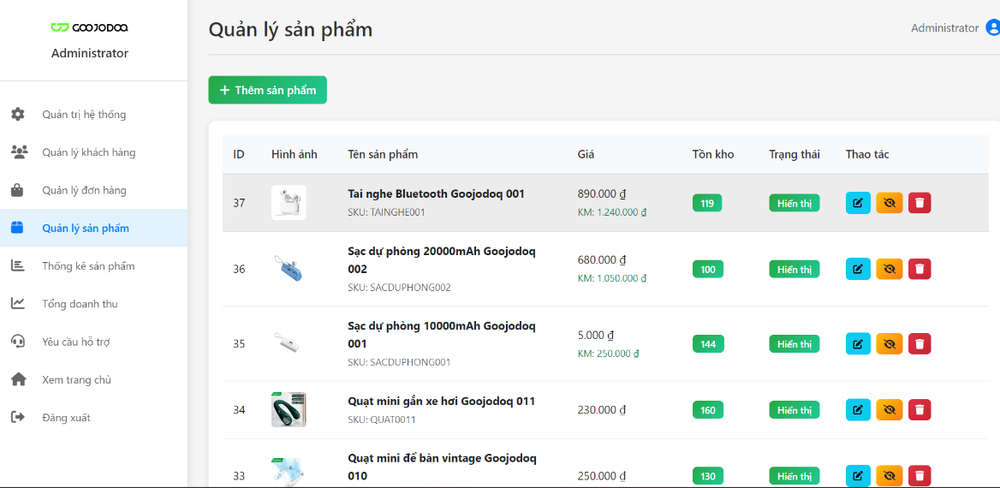 GOOJODOQ
Administrator
Quản trị hệ thống
Quản lý khách hàng
Quản lý đơn hàng
Quản lý sản phẩm
Thống kê sản phẩm
Tổng doanh thu
Yêu cầu hỗ trợ
Xem trang chủ
Đăng xuất
Quản lý sản phẩm
Administrator
+ Thêm sản phẩm
ID Hình ảnh Tên sản phẩm Giá Tồn kho Trạng thái Thao tác
37 Tai nghe Bluetooth Goojodoq 001 890.000 ₫ 119 Hiển thị
SKU: TAINGHE001 KM: 1.240.000 ₫
36 Sạc dự phòng 20000mAh Goojodoq 680.000 ₫ 100 Hiển thị
002 KM: 1.050.000 ₫
SKU: SACDUPHONG002
35 Sạc dự phòng 10000mAh Goojodoq 5.000 ₫ 144 Hiển thị
001 KM: 250.000 ₫
SKU: SACDUPHONG001
34 Quạt mini gắn xe hơi Goojodoq 011 230.000 ₫ 160 Hiển thị
SKU: QUAT0011
33 Quạt mini để bàn vintage Goojodoq 250.000 ₫ 130 Hiển thị
010